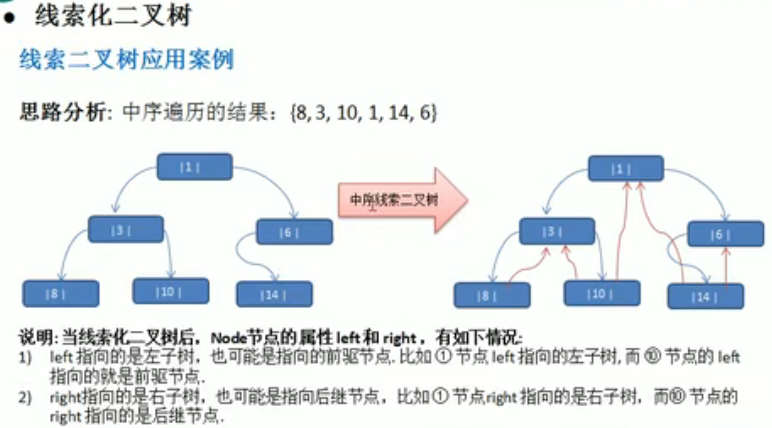 ● 线索化二叉树
线索二叉树应用案例
思路分析: 中序遍历的结果：{8, 3, 10, 1, 14, 6}
|1|
|3|
|6|
|8|
|10|
|14|
中序线索二叉树
|1|
|3|
|6|
|8|
|10|
|14|
说明: 当线索化二叉树后，Node节点的属性 left 和 right ，有如下情况:
1) left 指向的是左子树，也可能是指向的前驱节点. 比如 ① 节点 left 指向的左子树, 而 ⑩ 节点的 left
指向的就是前驱节点.
2) right指向的是右子树，也可能是指向后继节点，比如 ① 节点right 指向的是右子树，而⑩ 节点的
right 指向的是后继节点.